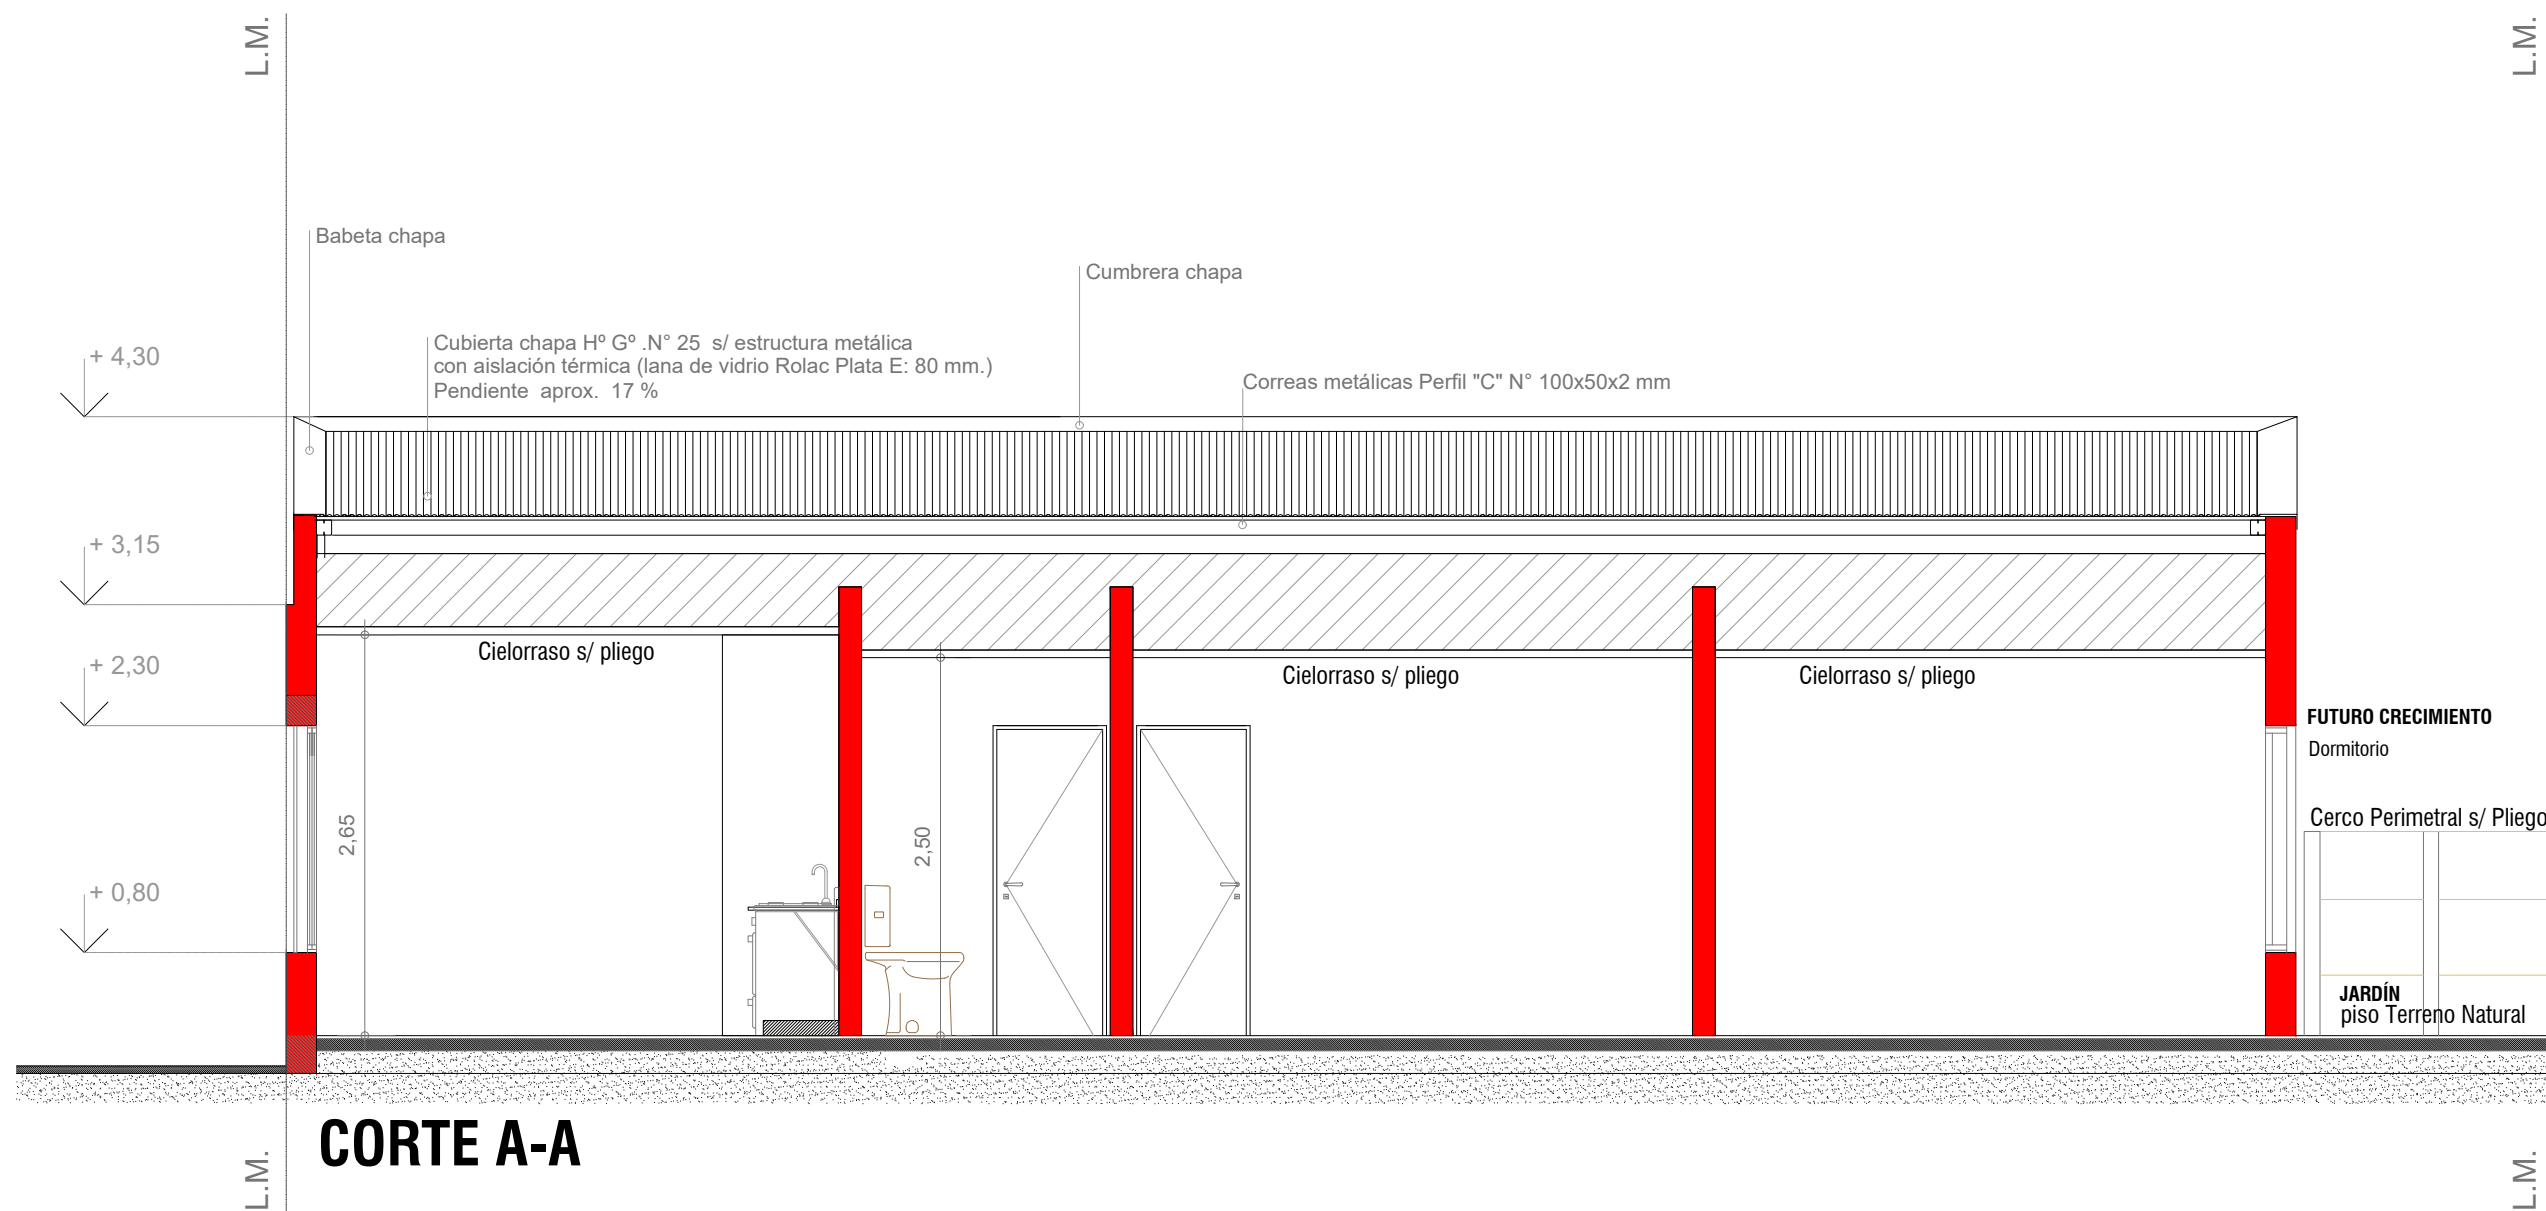 L.M.
L.M.
Babeta chapa
Cumbrera chapa
Cubierta chapa Hº Gº .N° 25 s/ estructura metálica
con aislación térmica (lana de vidrio Rolac Plata E: 80 mm.)
Pendiente aprox. 17 %
Correas metálicas Perfil "C" N° 100x50x2 mm
+ 4,30
+ 3,15
+ 2,30
+ 0,80
Cielorraso s/ pliego
Cielorraso s/ pliego
Cielorraso s/ pliego
2,65
2,50
FUTURO CRECIMIENTO
Dormitorio
Cerco Perimetral s/ Pliego
JARDÍN
piso Terreno Natural
CORTE A-A
L.M.
L.M.